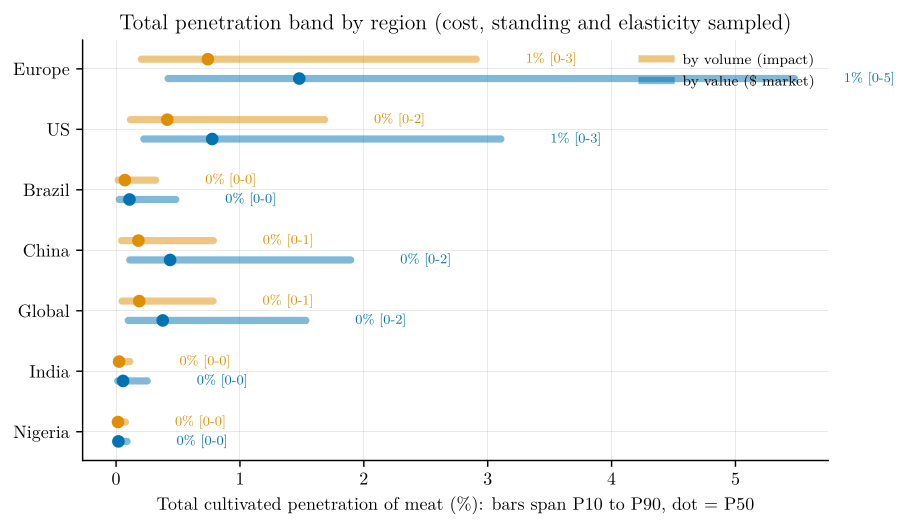 Total penetration band by region (cost, standing and elasticity sampled)
Europe
1% [0-3]
by volume (impact)
by value ($ market)
1% [0-5]
US
0% [0-2]
1% [0-3]
Brazil
0% [0-0]
0% [0-0]
China
0% [0-1]
0% [0-2]
Global
0% [0-1]
0% [0-2]
India
0% [0-0]
0% [0-0]
Nigeria
0% [0-0]
0% [0-0]
0 1 2 3 4 5
Total cultivated penetration of meat (%): bars span P10 to P90, dot = P50